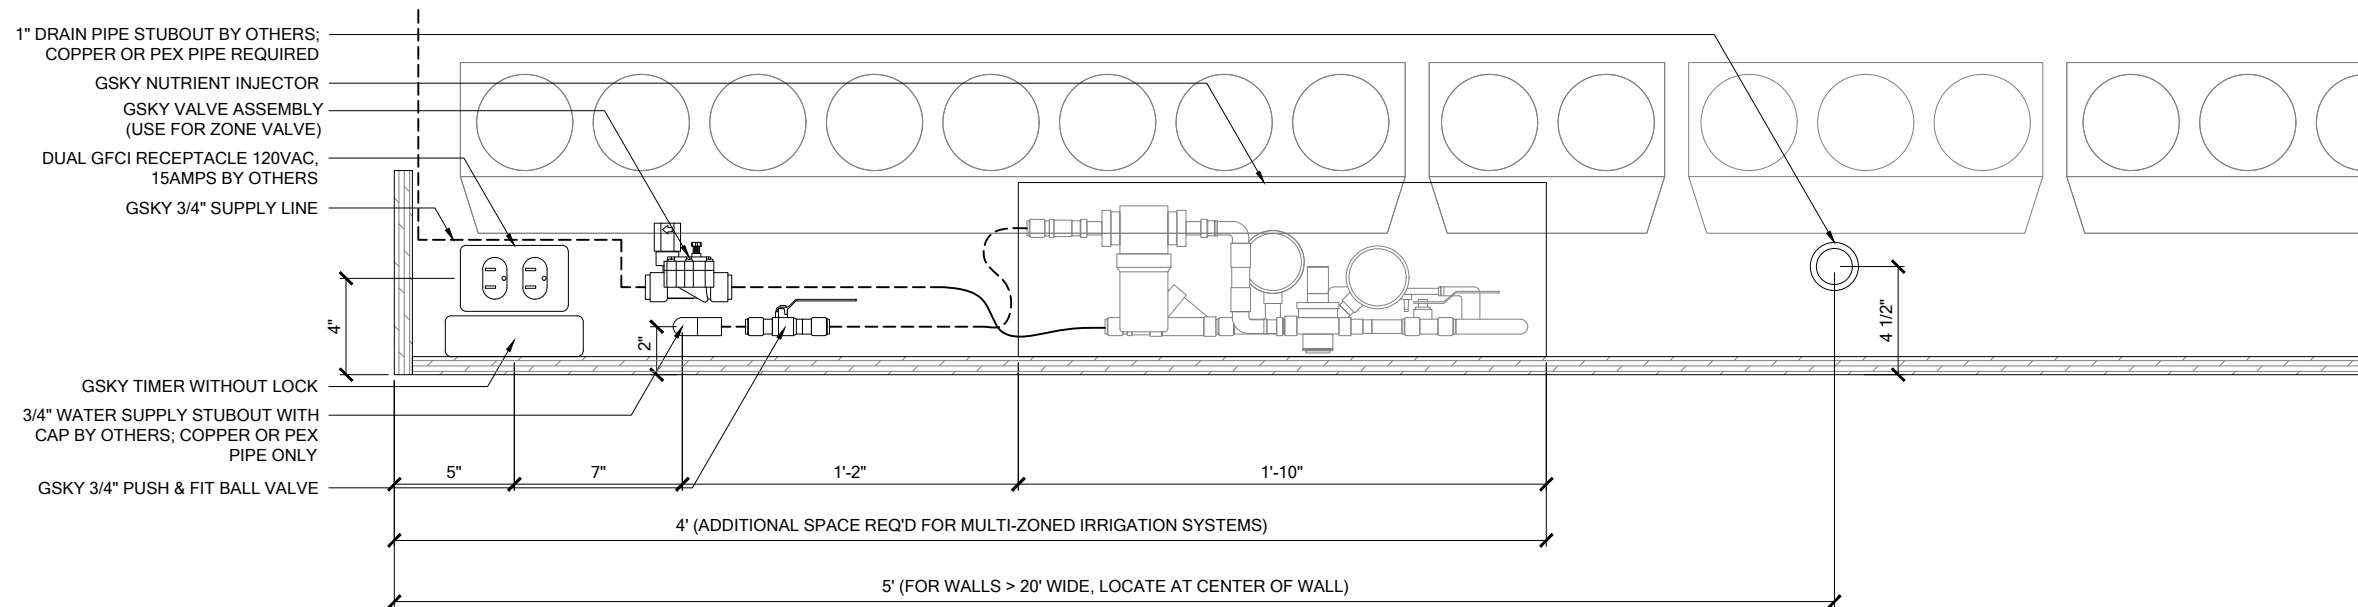 1" DRAIN PIPE STUBOUT BY OTHERS;
COPPER OR PEX PIPE REQUIRED
GSKY NUTRIENT INJECTOR
GSKY VALVE ASSEMBLY
(USE FOR ZONE VALVE)
DUAL GFCI RECEPTACLE 120VAC,
15AMPS BY OTHERS
GSKY 3/4" SUPPLY LINE
4"
2"
4 1/2"
GSKY TIMER WITHOUT LOCK
3/4" WATER SUPPLY STUBOUT WITH
CAP BY OTHERS; COPPER OR PEX
PIPE ONLY
GSKY 3/4" PUSH & FIT BALL VALVE
5"
7"
1'-2"
1'-10"
4' (ADDITIONAL SPACE REQ'D FOR MULTI-ZONED IRRIGATION SYSTEMS)
5' (FOR WALLS > 20' WIDE, LOCATE AT CENTER OF WALL)